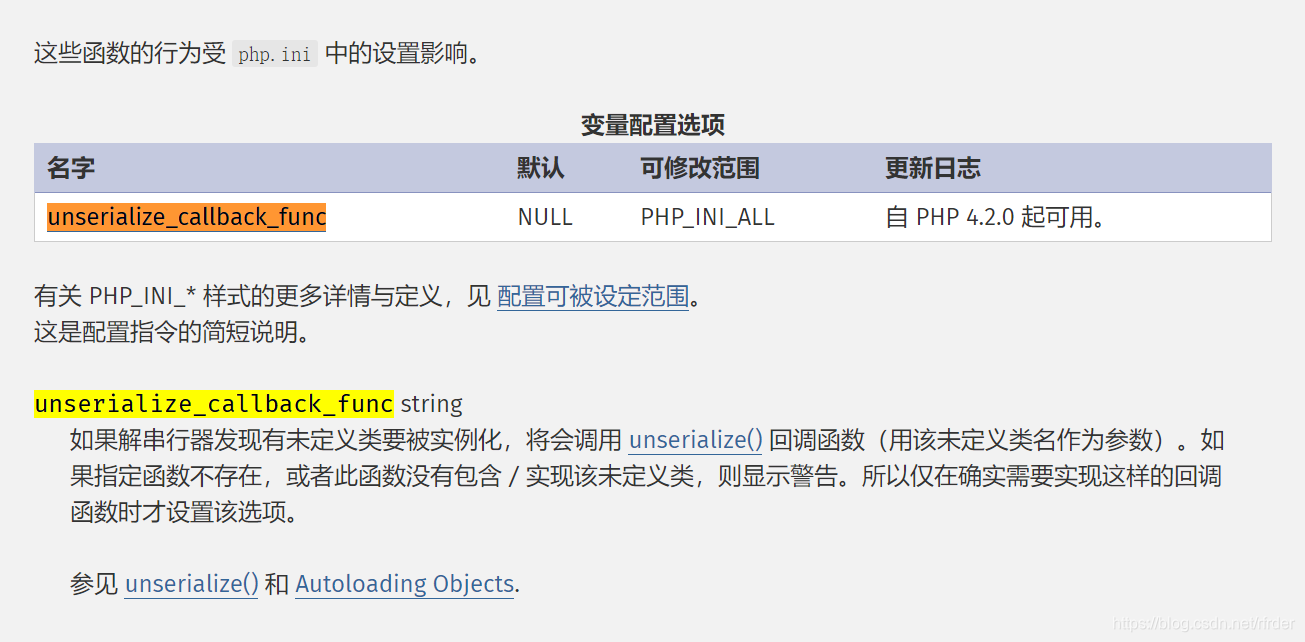 这些函数的行为受 php.ini 中的设置影响。
变量配置选项
名字 默认 可修改范围 更新日志
unserialize_callback_func NULL PHP_INI_ALL 自 PHP 4.2.0 起可用。
有关 PHP_INI_* 样式的更多详情与定义，见 配置可被设定范围。
这是配置指令的简短说明。
unserialize_callback_func string
如果解串行器发现有未定义类要被实例化，将会调用 unserialize() 回调函数（用该未定义类名作为参数）。如
果指定函数不存在，或者此函数没有包含 / 实现该未定义类，则显示警告。所以仅在确实需要实现这样的回调
函数时才设置该选项。
参见 unserialize() 和 Autoloading Objects.
https://blog.csdn.net/rfrder